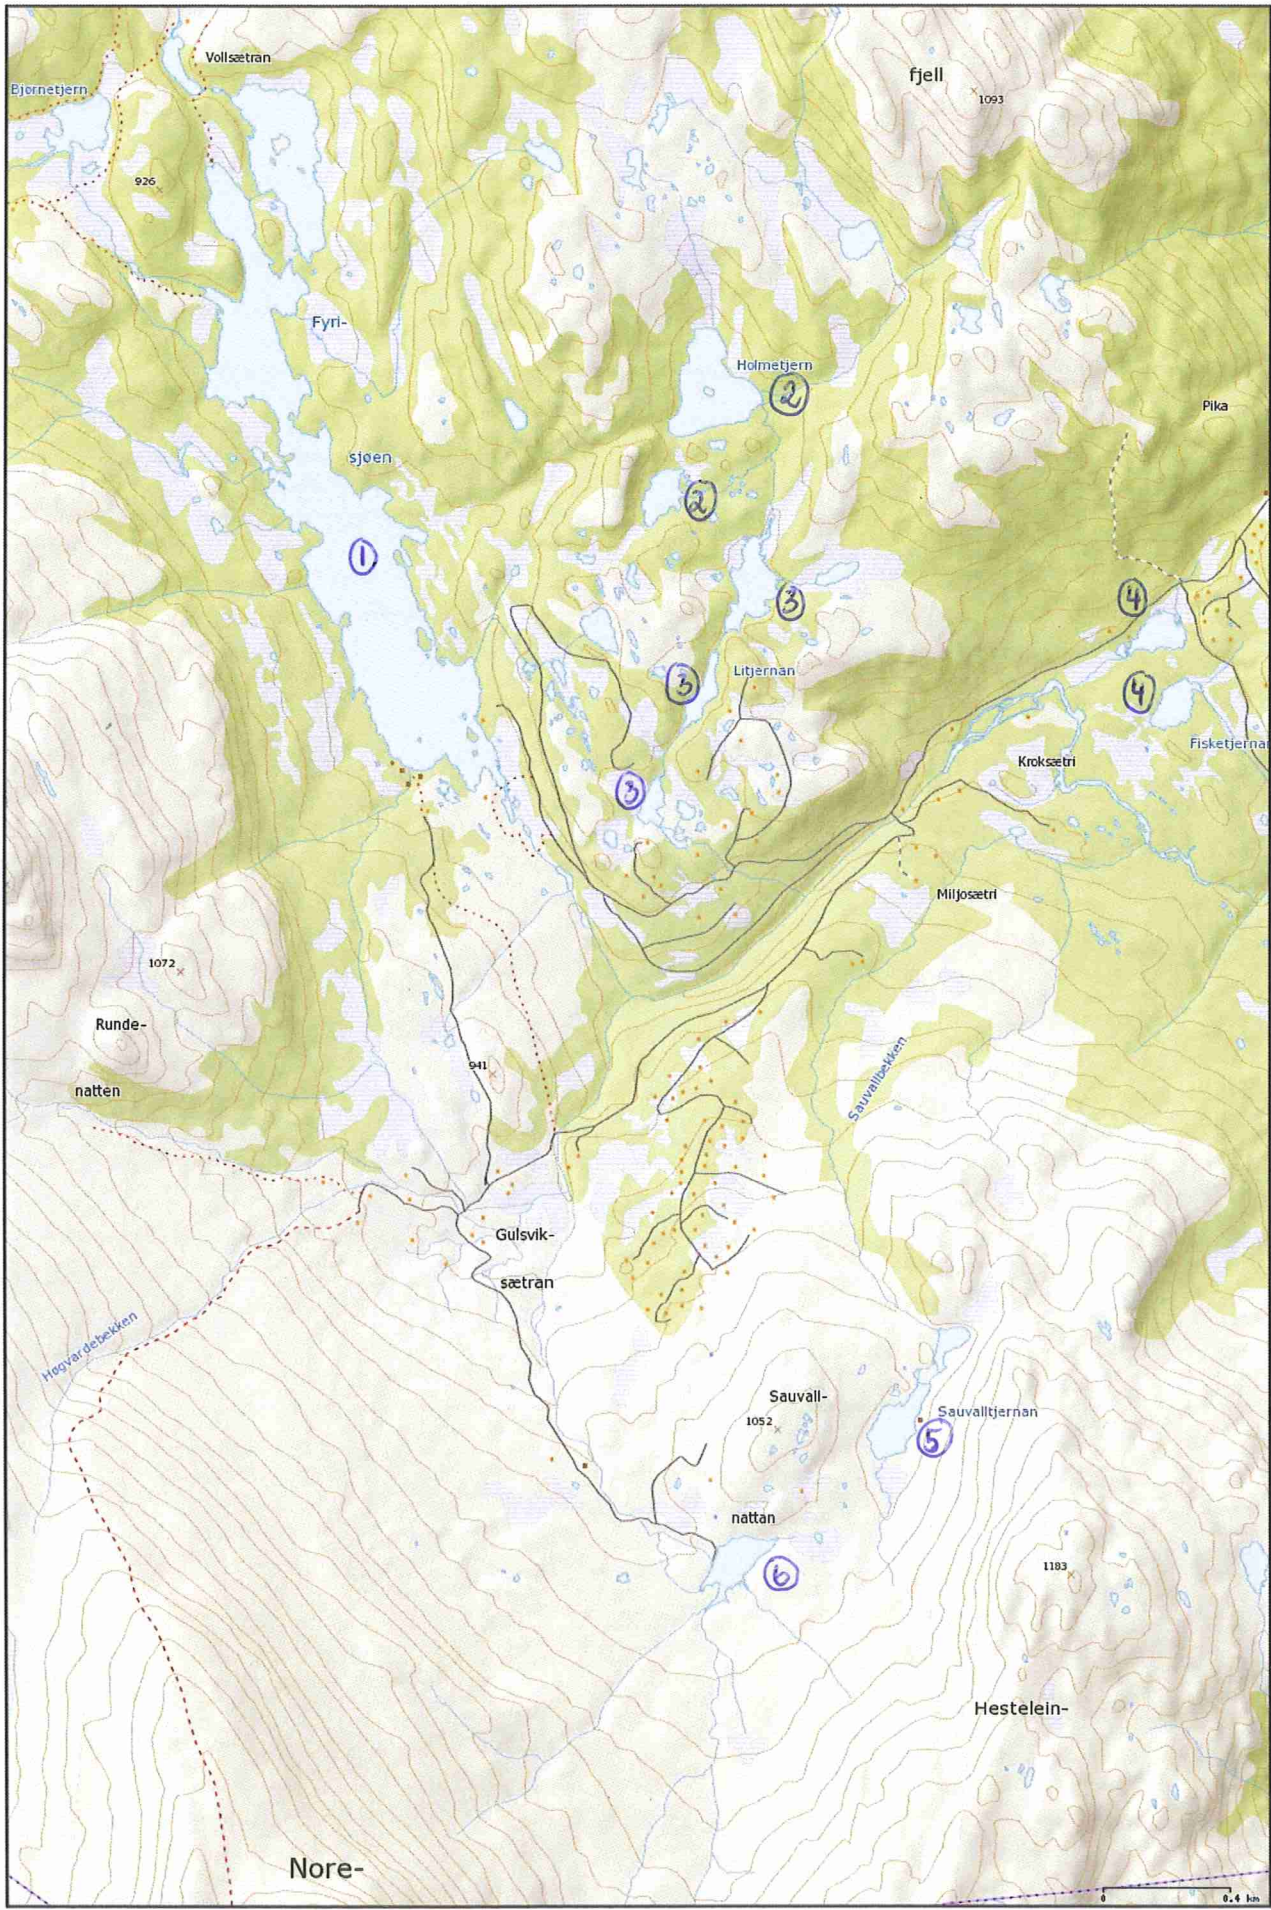 Vollsætran
fjell
Bjørnetjern
1093
926
Fyri-
Holmetjern
2
Pika
sjøen
2
1
4
3
Litjernan
3
4
Fisketjernan
Kroksætri
3
Miljosætri
1072
Runde-
941
natten
Sauvallbekken
Gulsvik-
sætran
Høgvardebekken
Sauvall-
1052
Sauvalltjernan
5
nattan
6
1183
Hestelein-
Nore-
0 0.4 km